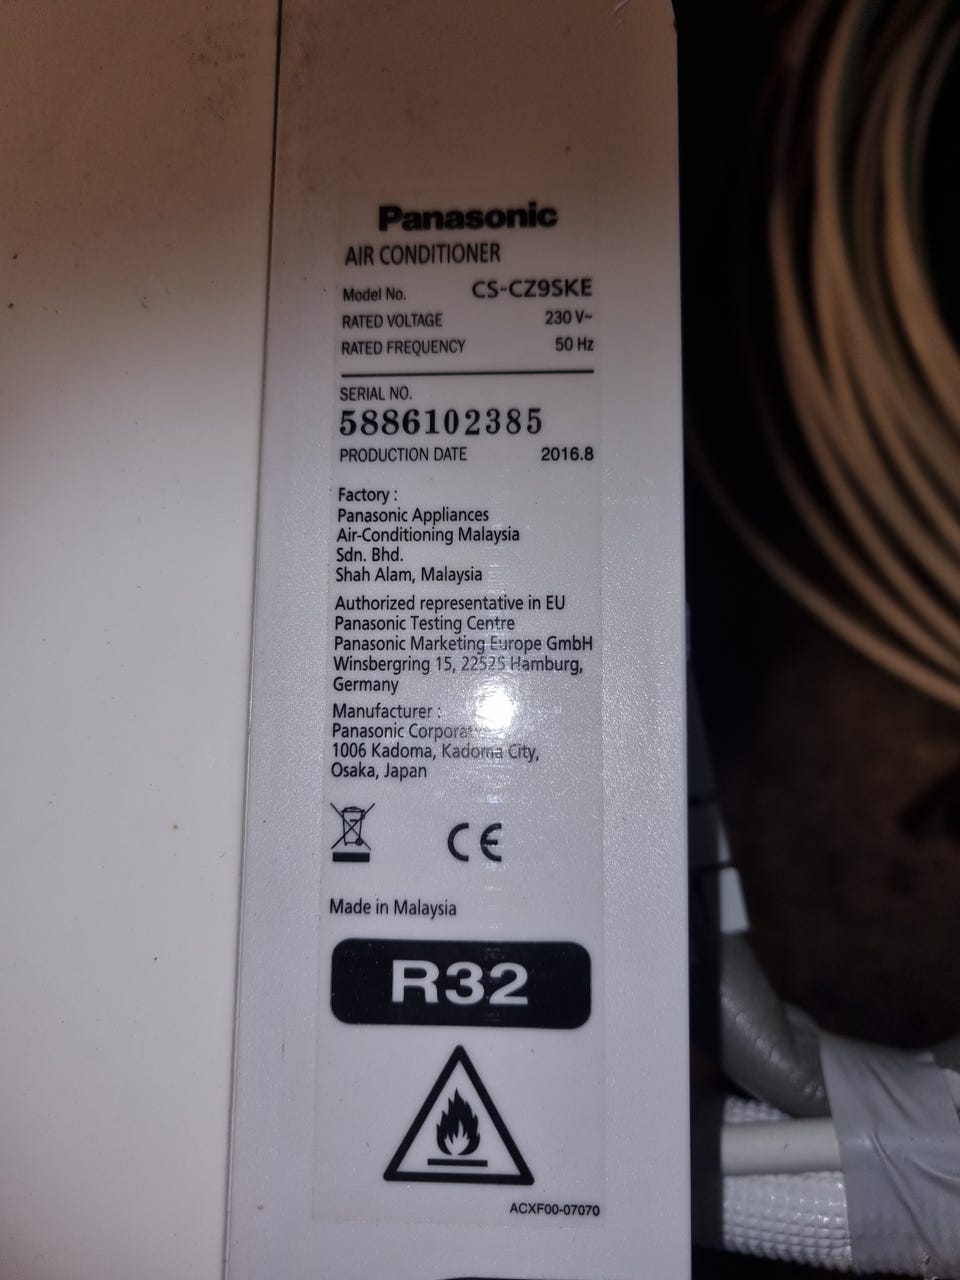 Panasonic
AIR CONDITIONER
Model No. CS-CZ9SKE
RATED VOLTAGE 230 V~
RATED FREQUENCY 50 Hz
SERIAL NO.
5886102385
PRODUCTION DATE 2016.8
Factory :
Panasonic Appliances
Air-Conditioning Malaysia
Sdn. Bhd.
Shah Alam, Malaysia
Authorized representative in EU
Panasonic Testing Centre
Panasonic Marketing Europe GmbH
Winsbergring 15, 22525 Hamburg,
Germany
Manufacturer :
Panasonic
1006 Kadoma, Kadoma City,
Osaka, Japan
CE
Made in Malaysia
R32
ACXF00-07070